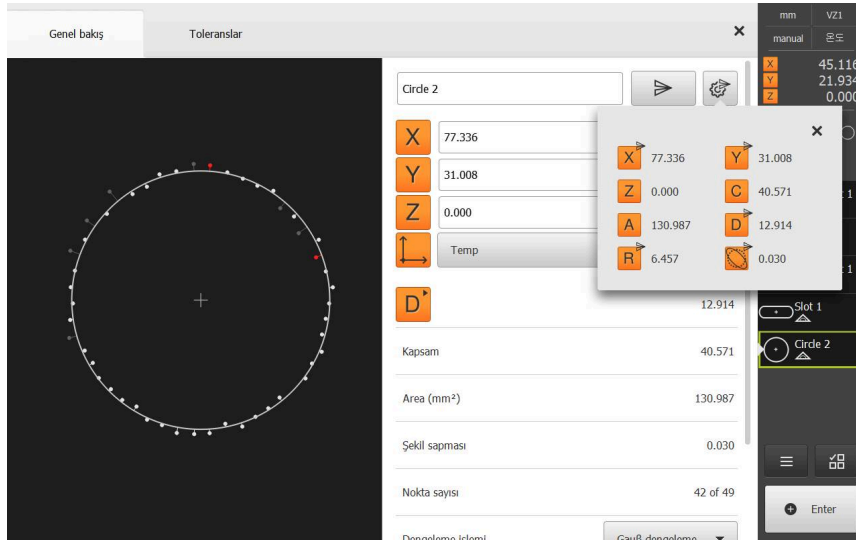 Genel bakış
Toleranslar
Circle 2
X 77.336
Y 31.008
Z 0.000
Temp
D 12.914
Kapsam 40.571
Area (mm²) 130.987
Şekil sapması 0.030
Nokta sayısı 42 of 49
Dengeleme işlemi Gauß dengeleme
X 77.336 Y 31.008
Z 0.000 C 40.571
A 130.987 D 12.914
R 6.457 0.030
mm VZ1
manual 온도
X 45.116
Y 21.934
Z 0.000
t 1
t 1
Slot 1
Circle 2
Enter